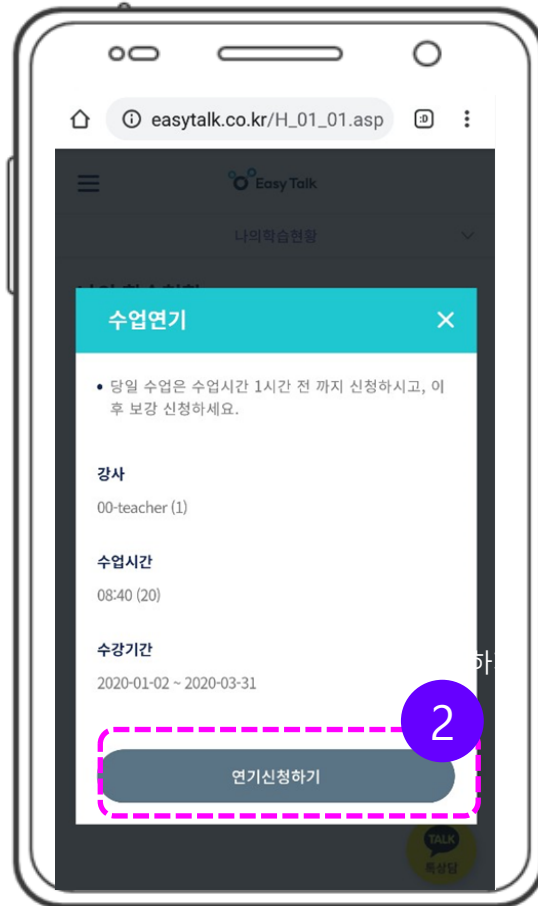 easytalk.co.kr/H_01_01.asp :D
Easy Talk
나의학습현황
수업연기
• 당일 수업은 수업시간 1시간 전 까지 신청하시고, 이
후 보강 신청하세요.
강사
00-teacher (1)
수업시간
08:40 (20)
수강기간
2020-01-02 ~ 2020-03-31
2
연기신청하기
TALK
톡상담